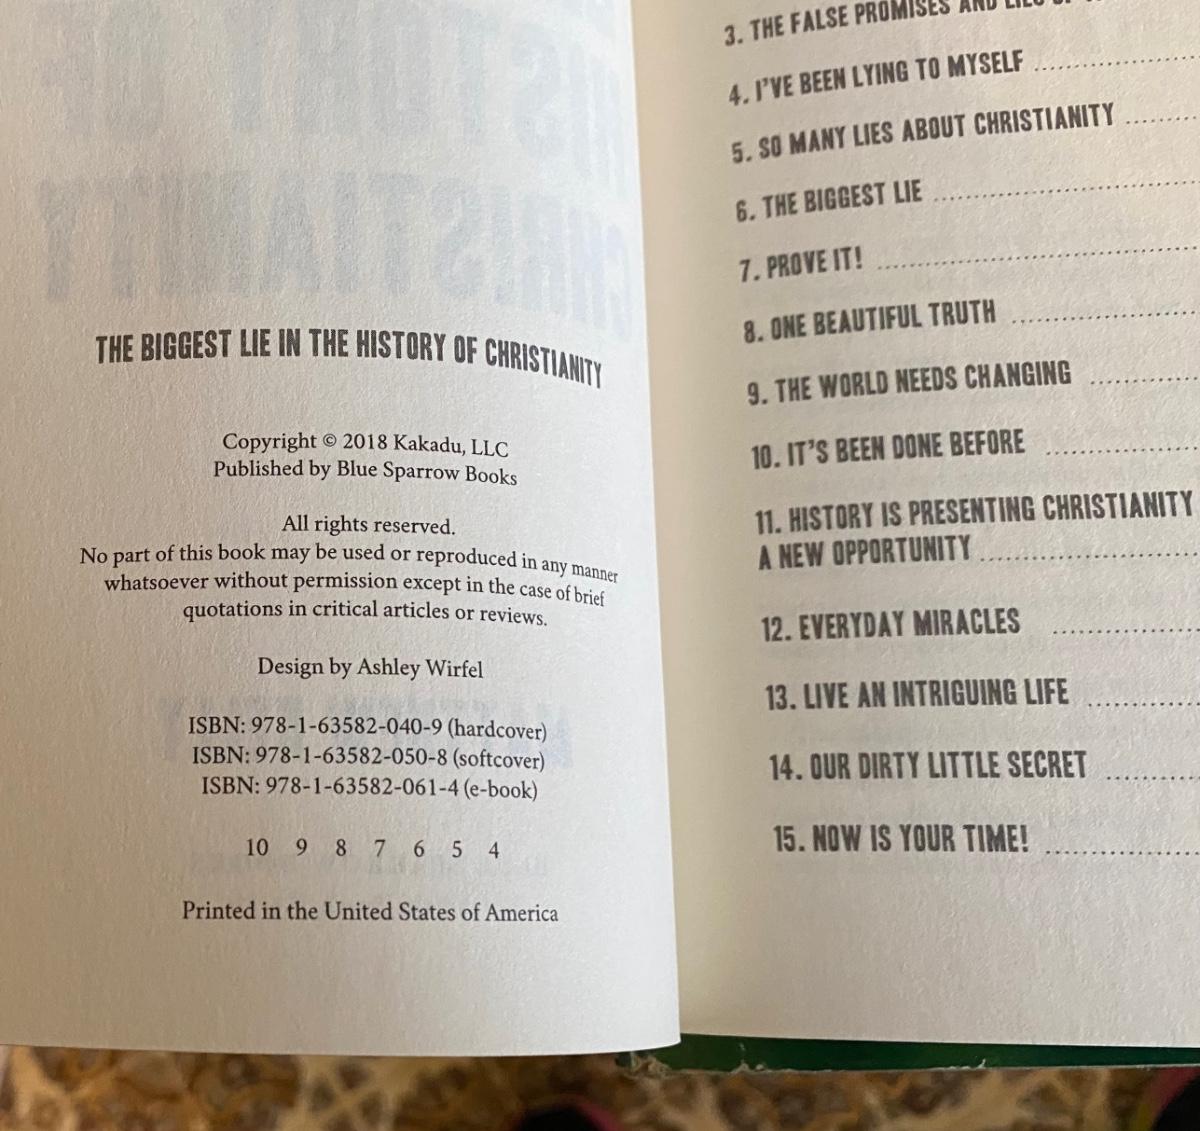 THE BIGGEST LIE IN THE HISTORY OF CHRISTIANITY
Copyright © 2018 Kakadu, LLC
Published by Blue Sparrow Books
All rights reserved.
No part of this book may be used or reproduced in any manner
whatsoever without permission except in the case of brief
quotations in critical articles or reviews.
Design by Ashley Wirfel
ISBN: 978-1-63582-040-9 (hardcover)
ISBN: 978-1-63582-050-8 (softcover)
ISBN: 978-1-63582-061-4 (e-book)
10 9 8 7 6 5 4
Printed in the United States of America
3. THE FALSE PROMISES AND LIES
4. I'VE BEEN LYING TO MYSELF
5. SO MANY LIES ABOUT CHRISTIANITY
6. THE BIGGEST LIE
7. PROVE IT!
8. ONE BEAUTIFUL TRUTH
9. THE WORLD NEEDS CHANGING
10. IT'S BEEN DONE BEFORE
11. HISTORY IS PRESENTING CHRISTIANITY
A NEW OPPORTUNITY
12. EVERYDAY MIRACLES
13. LIVE AN INTRIGUING LIFE
14. OUR DIRTY LITTLE SECRET
15. NOW IS YOUR TIME!